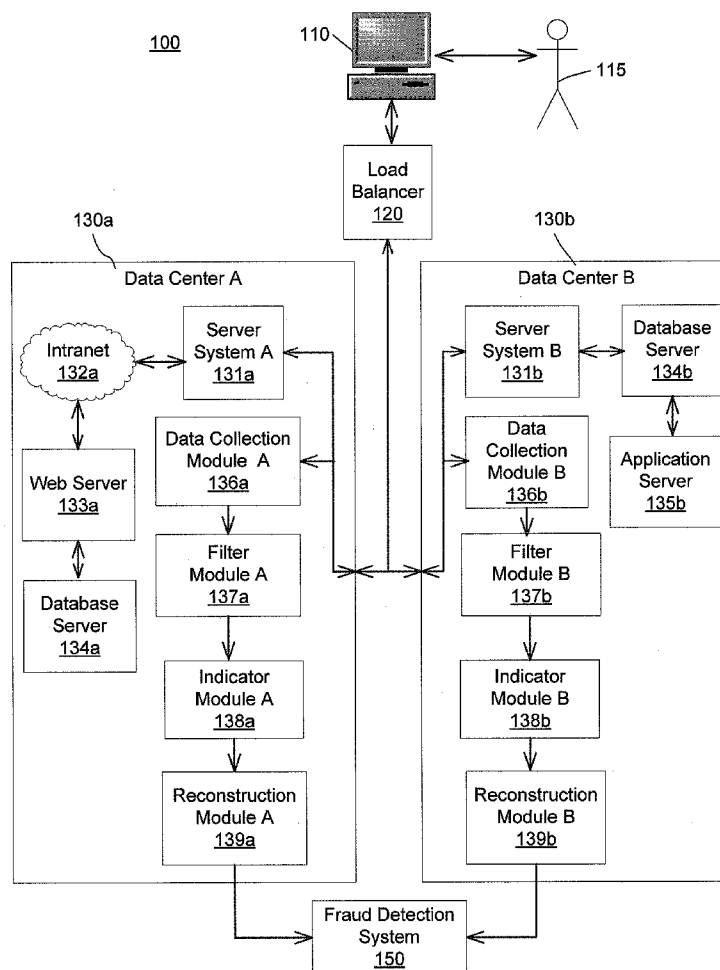 100
110
115
Load
Balancer
120
130a
130b
Data Center A
Data Center B
Intranet
132a
Server
System A
131a
Server
System B
131b
Database
Server
134b
Data Collection
Module A
136a
Data
Collection
Module B
136b
Application
Server
135b
Web Server
133a
Filter
Module A
137a
Filter
Module B
137b
Database
Server
134a
Indicator
Module A
138a
Indicator
Module B
138b
Reconstruction
Module A
139a
Reconstruction
Module B
139b
Fraud Detection
System
150